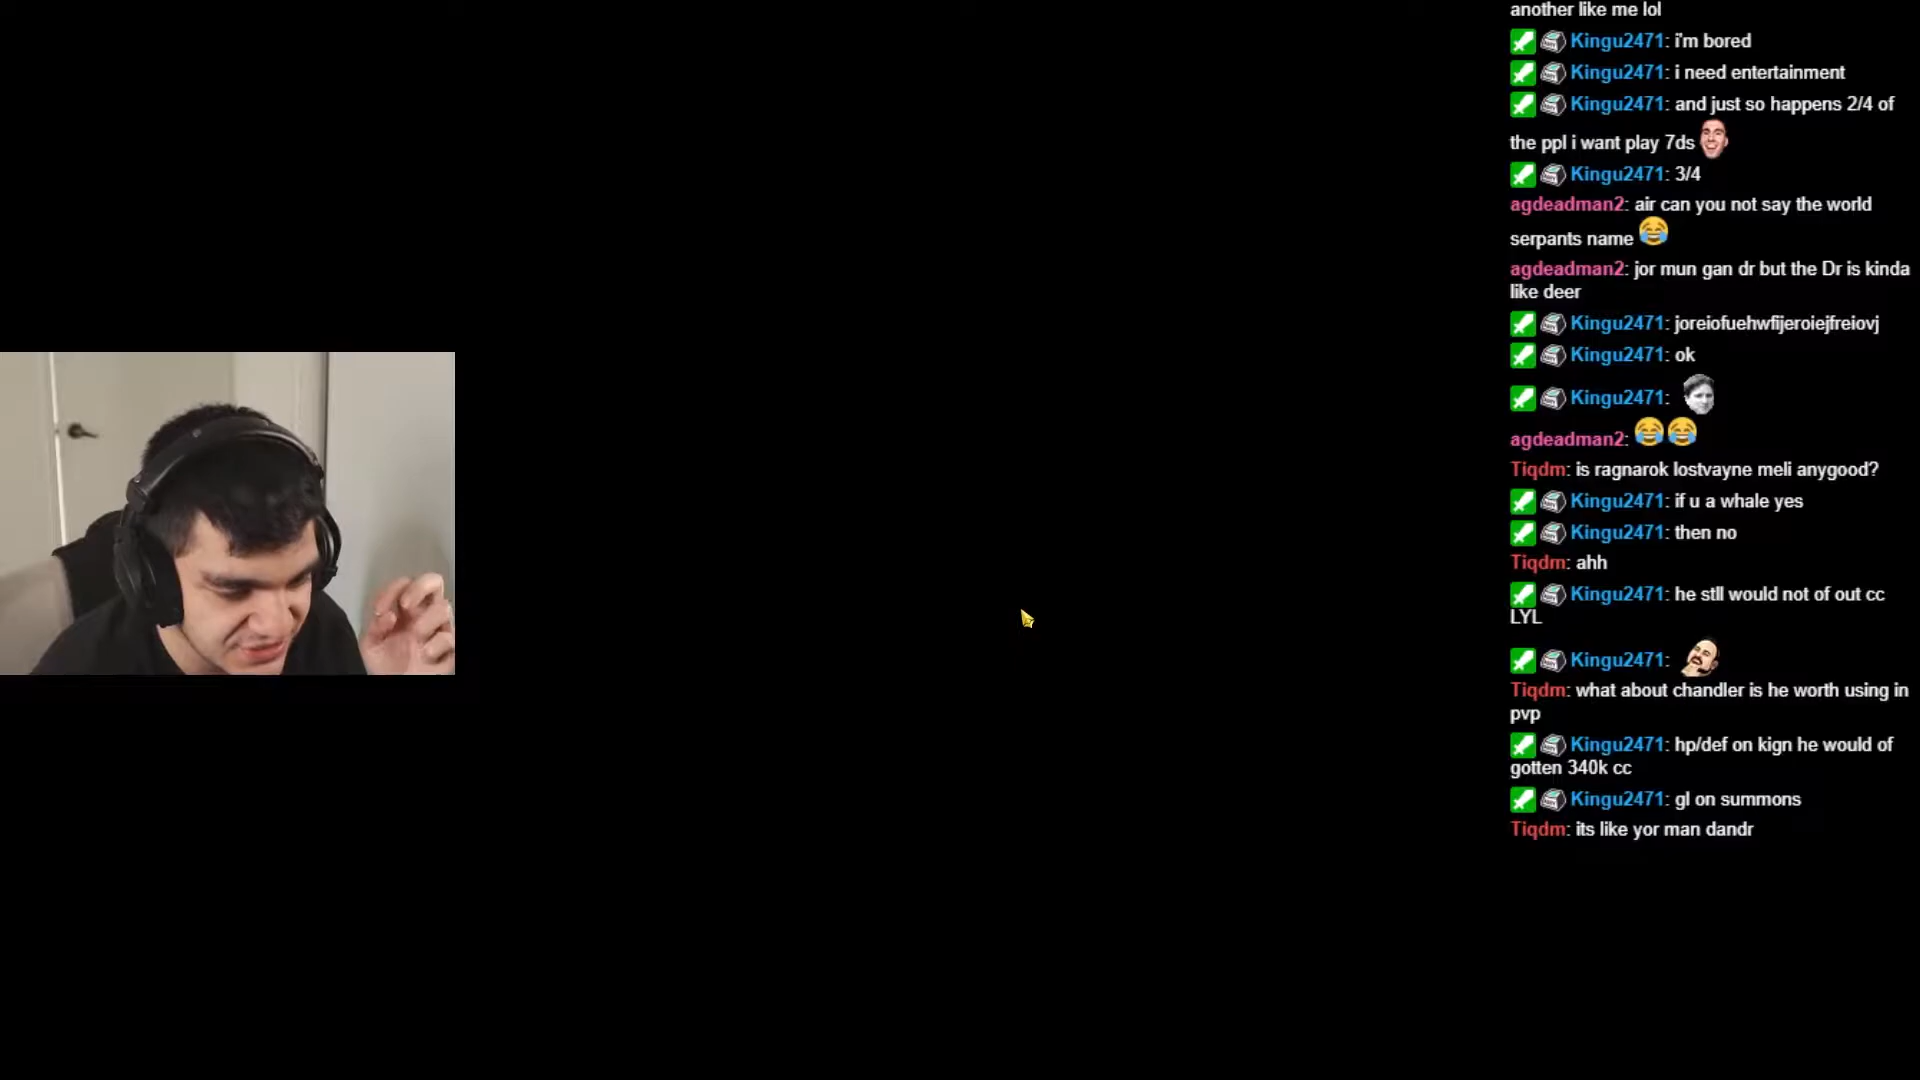 another like me lol
Kingu2471: i'm bored
Kingu2471: i need entertainment
Kingu2471: and just so happens 2/4 of
the ppl i want play 7ds
Kingu2471: 3/4
agdeadman2: air can you not say the world
serpants name
agdeadman2: jor mun gan dr but the Dr is kinda
like deer
Kingu2471: joreiofuehwfijeroiejfreiovj
Kingu2471: ok
Kingu2471:
agdeadman2:
Tiqdm: is ragnarok lostvayne meli anygood?
Kingu2471: if u a whale yes
Kingu2471: then no
Tiqdm: ahh
Kingu2471: he stll would not of out cc
LYL
Kingu2471:
Tiqdm: what about chandler is he worth using in
pvp
Kingu2471: hp/def on kign he would of
gotten 340k cc
Kingu2471: gl on summons
Tiqdm: its like yor man dandr